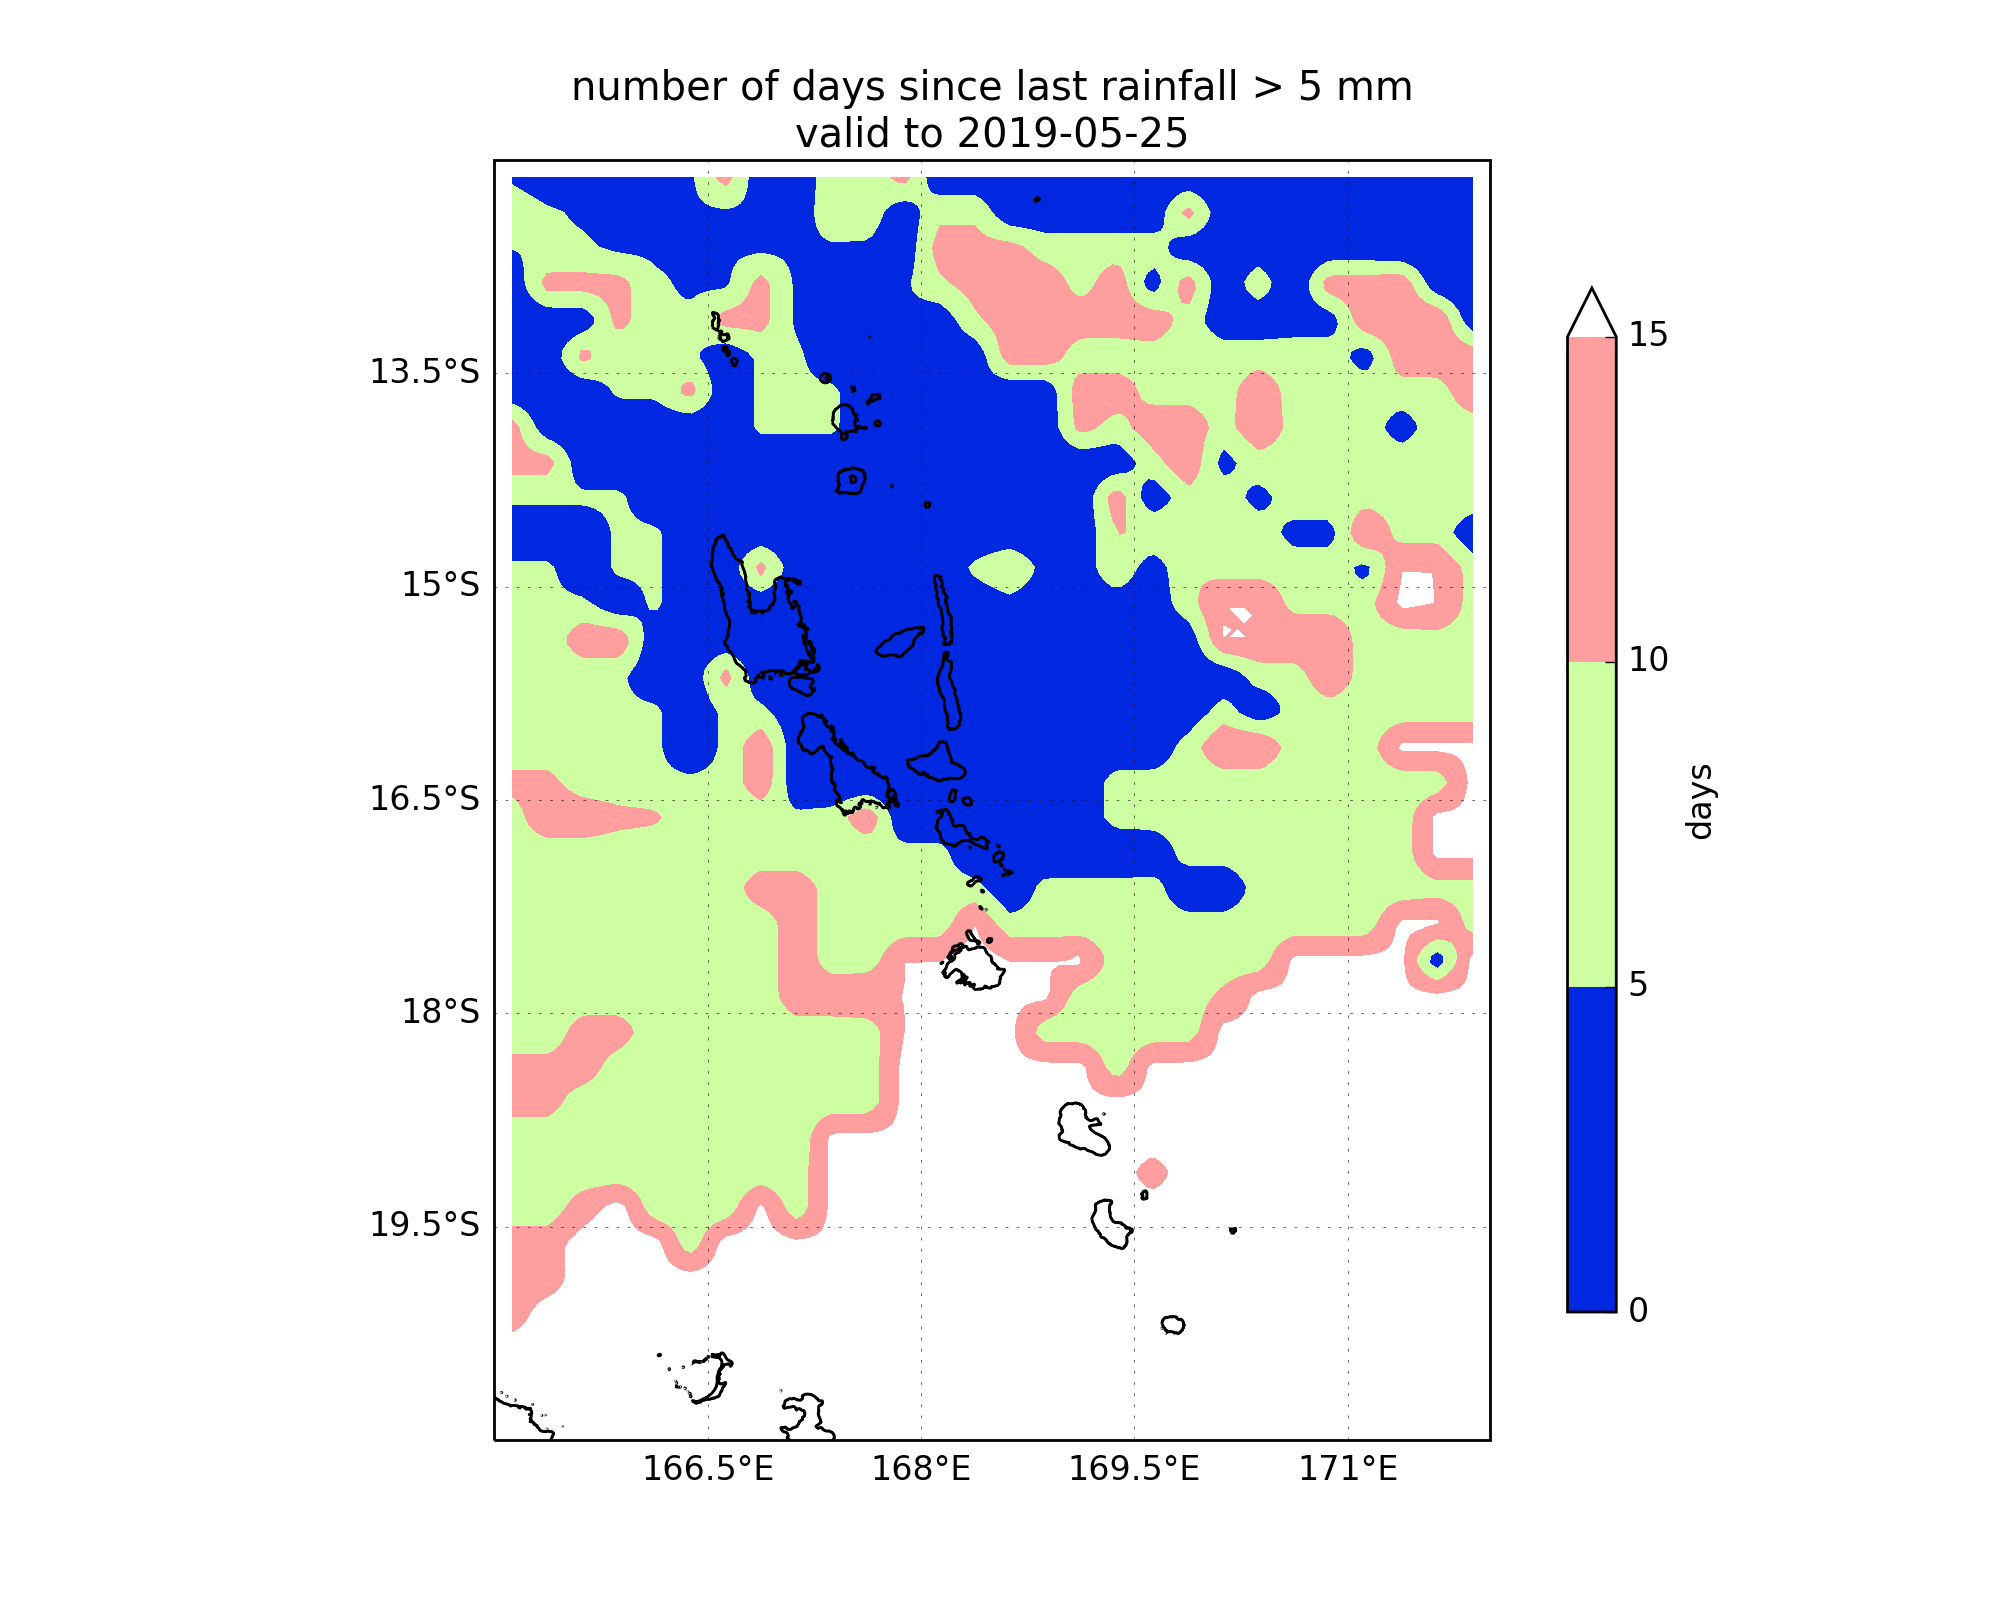 number of days since last rainfall > 5 mm
valid to 2019-05-25
13.5°S
15°S
16.5°S
18°S
19.5°S
166.5°E 168°E 169.5°E 171°E
15
10
5
0
days